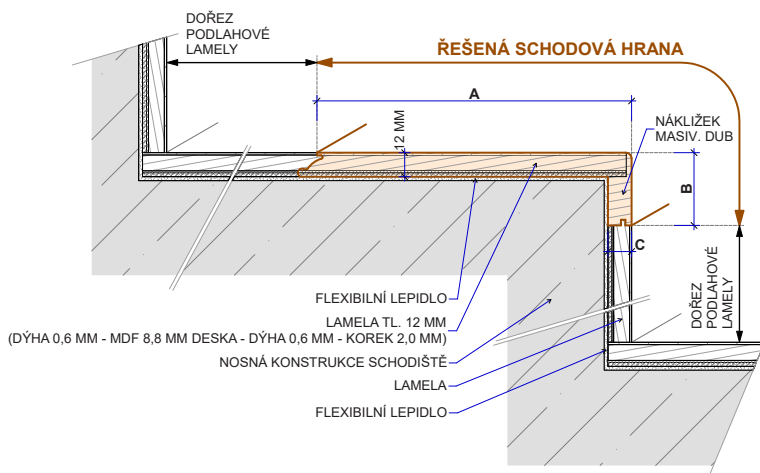 DOŘEZ
PODLAHOVÉ
LAMELY
ŘEŠENÁ SCHODOVÁ HRANA
A
12 MM
NÁKLIŽEK
MASIV. DUB
B
C
DOŘEZ
PODLAHOVÉ
LAMELY
FLEXIBILNÍ LEPIDLO
LAMELA TL. 12 MM
(DÝHA 0,6 MM - MDF 8,8 MM DESKA - DÝHA 0,6 MM - KOREK 2,0 MM)
NOSNÁ KONSTRUKCE SCHODIŠTĚ
LAMELA
FLEXIBILNÍ LEPIDLO